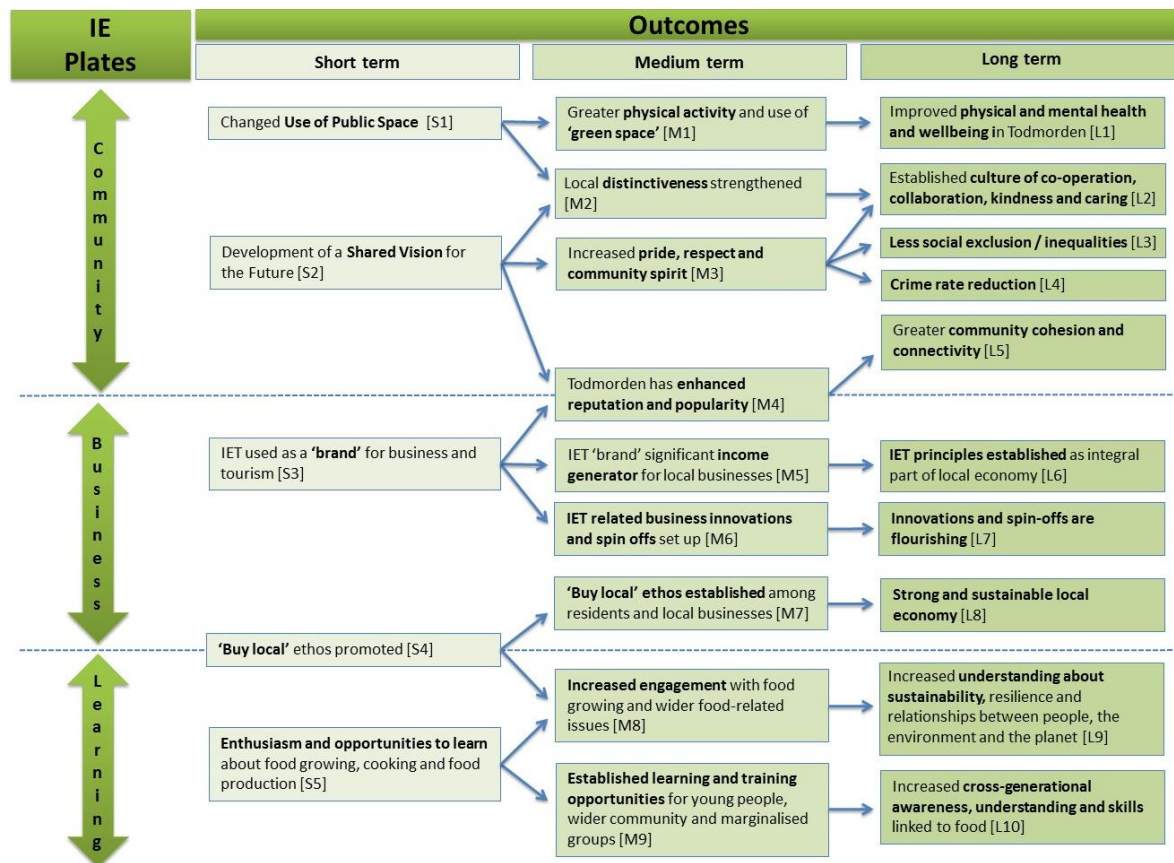 IE
Plates
Outcomes
Short term
Medium term
Long term
Community
Changed Use of Public Space [S1]
Greater physical activity and use of
‘green space’ [M1]
Improved physical and mental health
and wellbeing in Todmorden [L1]
Local distinctiveness strengthened
[M2]
Established culture of co-operation,
collaboration, kindness and caring [L2]
Development of a Shared Vision for
the Future [S2]
Increased pride, respect and
community spirit [M3]
Less social exclusion / inequalities [L3]
Crime rate reduction [L4]
Greater community cohesion and
connectivity [L5]
Todmorden has enhanced
reputation and popularity [M4]
Business
IET used as a ‘brand’ for business and
tourism [S3]
IET ‘brand’ significant income
generator for local businesses [M5]
IET principles established as integral
part of local economy [L6]
IET related business innovations
and spin offs set up [M6]
Innovations and spin-offs are
flourishing [L7]
‘Buy local’ ethos established among
residents and local businesses [M7]
Strong and sustainable local
economy [L8]
‘Buy local’ ethos promoted [S4]
Learning
Increased engagement with food
growing and wider food-related
issues [M8]
Increased understanding about
sustainability, resilience and
relationships between people, the
environment and the planet [L9]
Enthusiasm and opportunities to learn
about food growing, cooking and food
production [S5]
Established learning and training
opportunities for young people,
wider community and marginalised
groups [M9]
Increased cross-generational
awareness, understanding and skills
linked to food [L10]